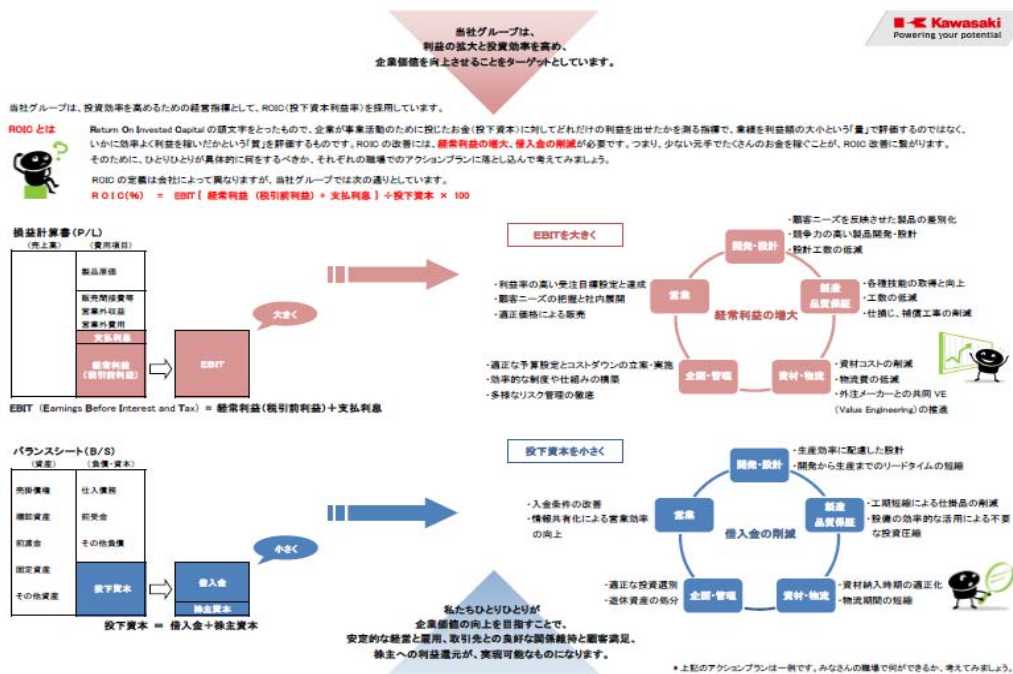 当社グループは、
利益の拡大と投資効率を高め、
企業価値を向上させることをターゲットとしています。
Kawasaki
Powering your potential
当社グループは、投資効率を高めるための経営指標として、ROIC(投下資本利益率)を採用しています。
ROICとは
Return On Invested Capital の頭文字をとったもので、企業が事業活動のために投じたお金(投下資本)に対してどれだけの利益を出せたかを測る指標で、業績を利益額の大小という「量」で評価するのではなく、
いかに効率よく利益を稼いだかという「質」を評価するものです。ROIC の改善には、経常利益の増大、借入金の削減が必要です。つまり、少ない元手でたくさんのお金を稼ぐことが、ROIC 改善に繋がります。
そのために、ひとりひとりが具体的に何をするべきか、それぞれの職場でのアクションプランに落とし込んで考えてみましょう。
ROIC の定義は会社によって異なりますが、当社グループでは次の通りとしています。
ROIC(%) = EBIT{ 経常利益 (税引前利益) + 支払利息 } ÷投下資本 × 100
損益計算書(P/L)
(売上高) (費用項目)
製品原価
販売間接費等
営業外収益
営業外費用
支払利息
経常利益
(税引前利益)
EBIT
大きく
EBIT (Earnings Before Interest and Tax) = 経常利益(税引前利益)+支払利息
EBITを大きく
経常利益の増大
開発・設計
・顧客ニーズを反映させた製品の差別化
・競争力の高い製品開発・設計
・設計工数の低減
営業
・利益率の高い受注目標設定と達成
・顧客ニーズの把握と社内展開
・適正価格による販売
製造
品質保証
・各種技能の取得と向上
・工数の低減
・仕損じ、補償工事の削減
企画・管理
・適正な予算設定とコストダウンの立案・実施
・効率的な制度や仕組みの構築
・多様なリスク管理の徹底
資材・物流
・資材コストの削減
・物流費の低減
・外注メーカーとの共同 VE
(Value Engineering)の推進
バランスシート(B/S)
(資産) (負債・資本)
売掛債権 仕入債務
棚卸資産 前受金
前渡金 その他負債
固定資産
その他資産
投下資本
借入金
株主資本
小さく
投下資本 = 借入金+株主資本
投下資本を小さく
借入金の削減
開発・設計
・生産効率に配慮した設計
・開発から生産までのリードタイムの短縮
営業
・入金条件の改善
・情報共有化による営業効率
の向上
製造
品質保証
・工期短縮による仕掛品の削減
・設備の効率的な活用による不要
な投資圧縮
企画・管理
・適正な投資選別
・遊休資産の処分
資材・物流
・資材納入時期の適正化
・物流期間の短縮
私たちひとりひとりが
企業価値の向上を目指すことで、
安定的な経営と雇用、取引先との良好な関係維持と顧客満足、
株主への利益還元が、実現可能なものになります。
* 上記のアクションプランは一例です。みなさんの職場で何ができるか、考えてみましょう。